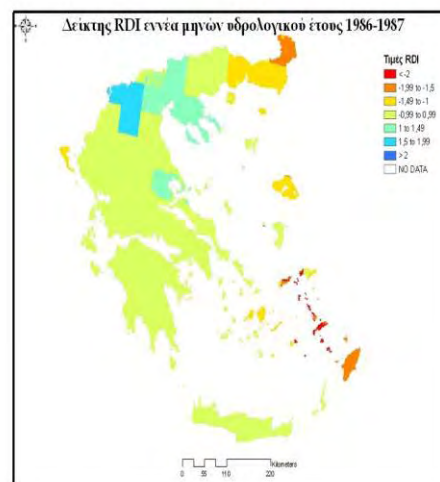 Δείκτης RDI εννέα μηνών υδρολογικού έτους 1986-1987
Τιμές RDI
<-2
-1,99 to -1,5
-1,49 to -1
-0,99 to 0,99
1 to 1,49
1,5 to 1,99
>2
NO DATA
Kilometers
0 55 110 220